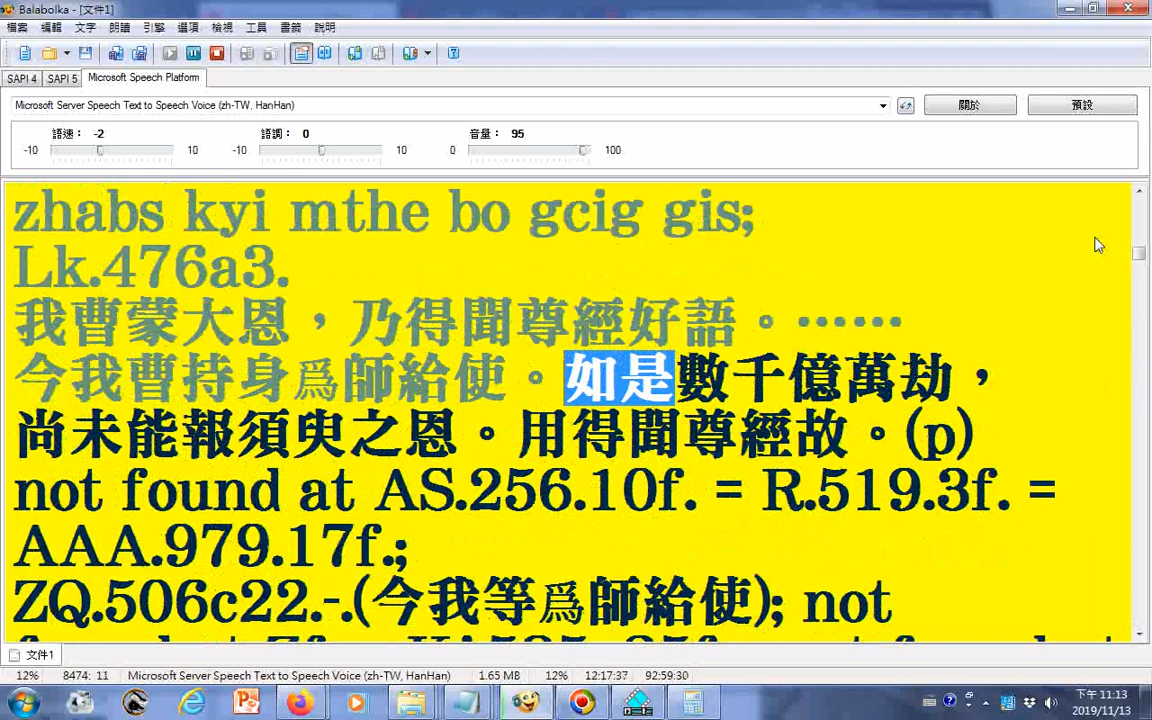 Balabolka - [文件1]
檔案 編輯 文字 朗讀 引擎 選項 檢視 工具 書籤 說明
SAPI 4 SAPI 5 Microsoft Speech Platform
Microsoft Server Speech Text to Speech Voice (zh-TW, HanHan) 關於 預設
語速： -2 語調： 0 音量： 95
-10 10 -10 10 0 100
zhabs kyi mthe bo gcig gis;
Lk.476a3.
我曹蒙大恩，乃得聞尊經好語。⋯⋯
今我曹持身爲師給使。如是數千億萬劫，
尚未能報須臾之恩。用得聞尊經故。(p)
not found at AS.256.10f. = R.519.3f. =
AAA.979.17f.;
ZQ.506c22.-.(今我等爲師給使); not
文件1
12% 8474: 11 Microsoft Server Speech Text to Speech Voice (zh-TW, HanHan) 1.65 MB 12% 12:17:37 92:59:30
下午 11:13
2019/11/13